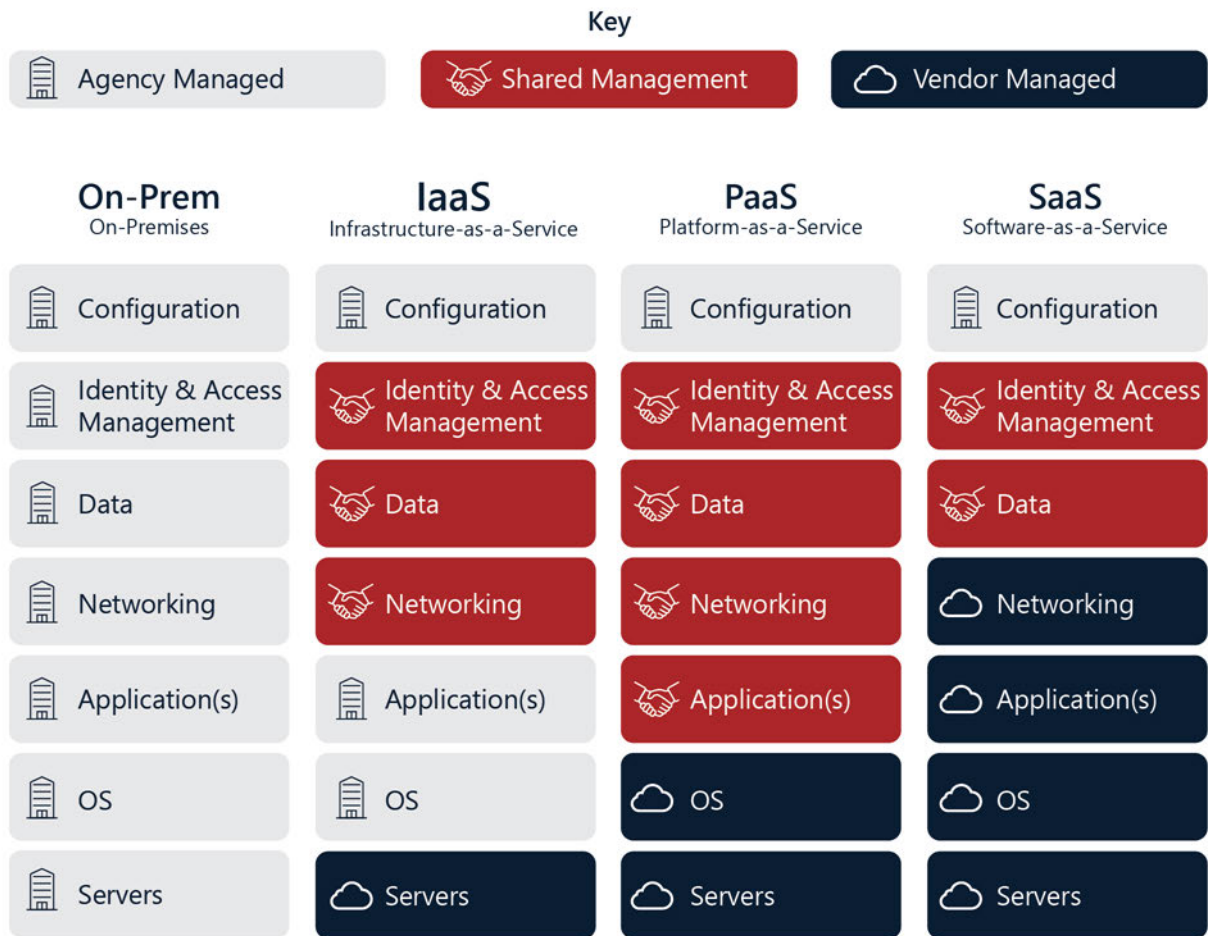 Key
Agency Managed
Shared Management
Vendor Managed
On-Prem
On-Premises
IaaS
Infrastructure-as-a-Service
PaaS
Platform-as-a-Service
SaaS
Software-as-a-Service
Configuration
Configuration
Configuration
Configuration
Identity & Access
Management
Identity & Access
Management
Identity & Access
Management
Identity & Access
Management
Data
Data
Data
Data
Networking
Networking
Networking
Networking
Application(s)
Application(s)
Application(s)
Application(s)
OS
OS
OS
OS
Servers
Servers
Servers
Servers